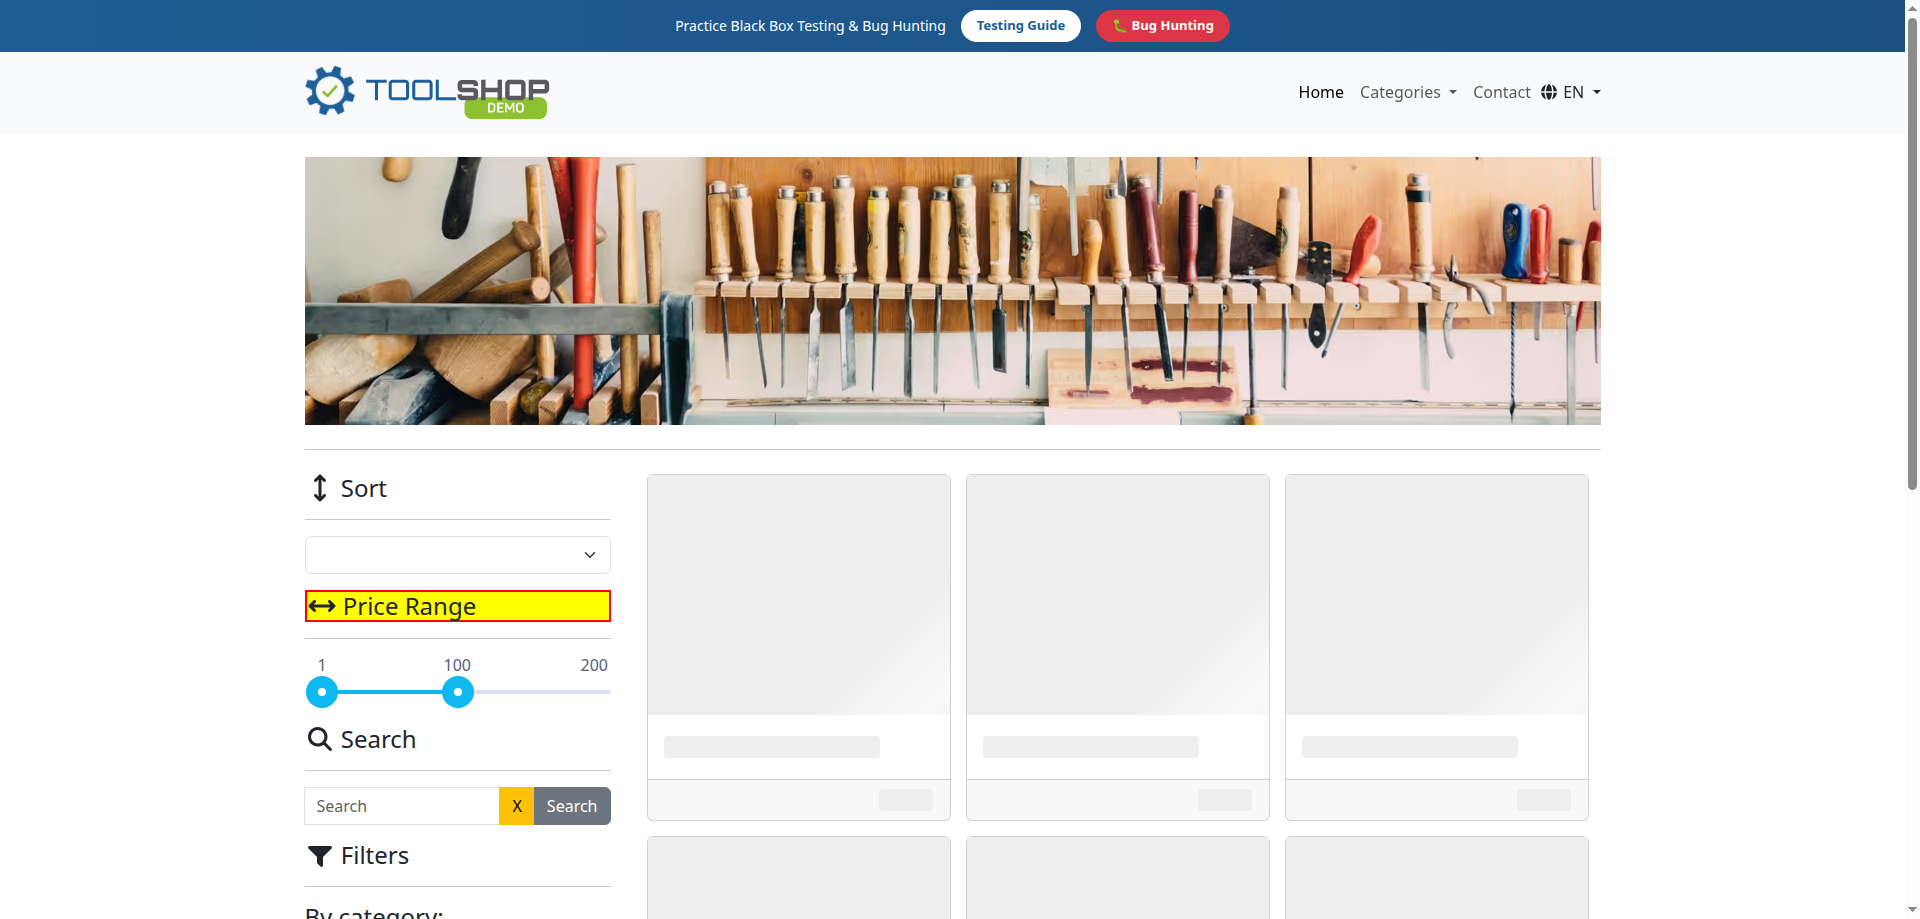 Practice Black Box Testing & Bug Hunting Testing Guide Bug Hunting
TOOLSHOP
DEMO
Home Categories Contact EN
Sort
Price Range
1 100 200
Search
Search X Search
Filters
By category: